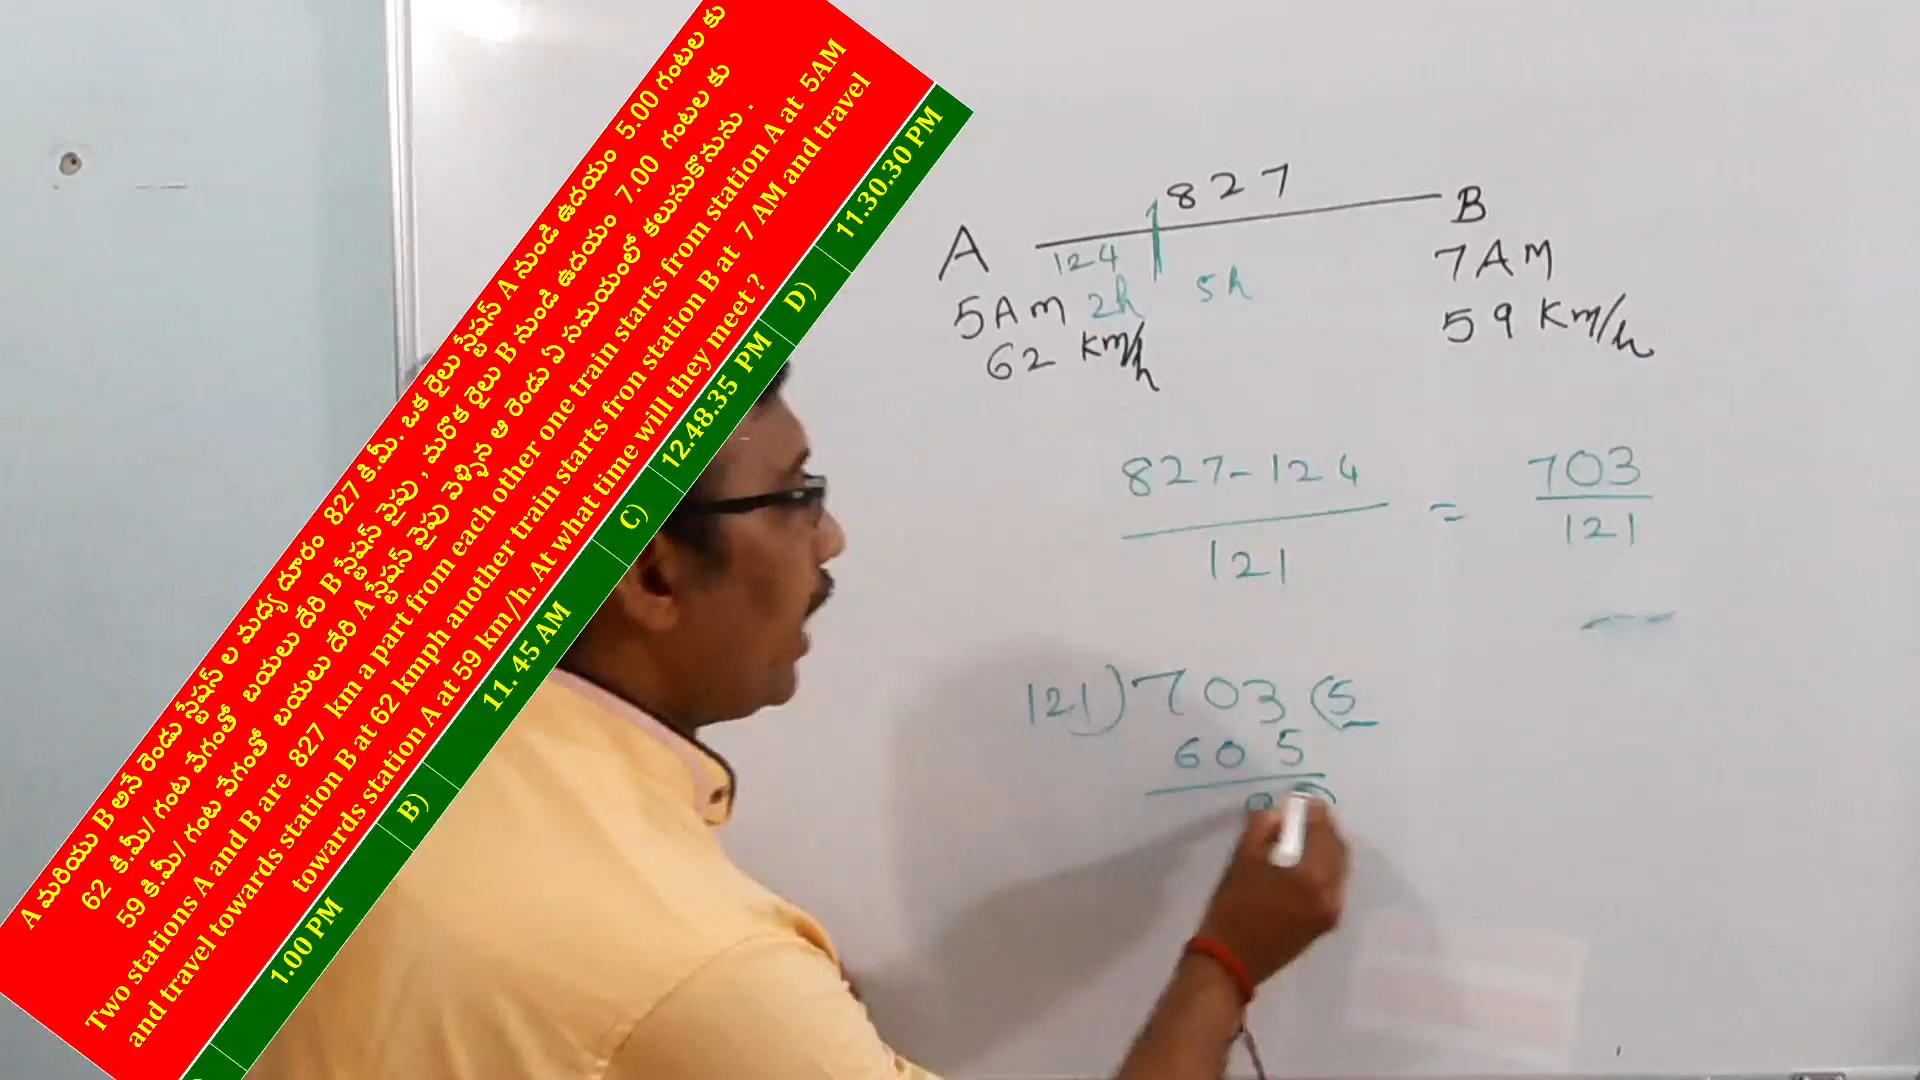 A మరియు B అనే రెండు స్టేషన్ ల మధ్య దూరం 827 కి.మీ. ఒక రైలు స్టేషన్ A నుండి ఉదయం 5.00 గంటల కు
62 కి.మీ/ గంట వేగంతో బయలు దేరి B స్టేషన్ వైపు , మరొక రైలు B నుండి ఉదయం 7.00 గంటల కు
59 కి.మీ/ గంట వేగంతో బయలు దేరి A స్టేషన్ వైపు వెళ్ళిన ఆ రెండు ఏ సమయంలో కలుసుకొనును .
Two stations A and B are 827 km a part from each other one train starts from station A at 5AM
and travel towards station B at 62 kmph another train starts fron station B at 7 AM and travel
towards station A at 59 km/h. At what time will they meet ?
1.00 PM B) 11. 45 AM C) 12.48.35 PM D) 11.30.30 PM
827
A B
124
5h
7AM
5Am 2h
59 Km/h
62 Km/h
827-124 = 703
121 121
121) 703 (5
605